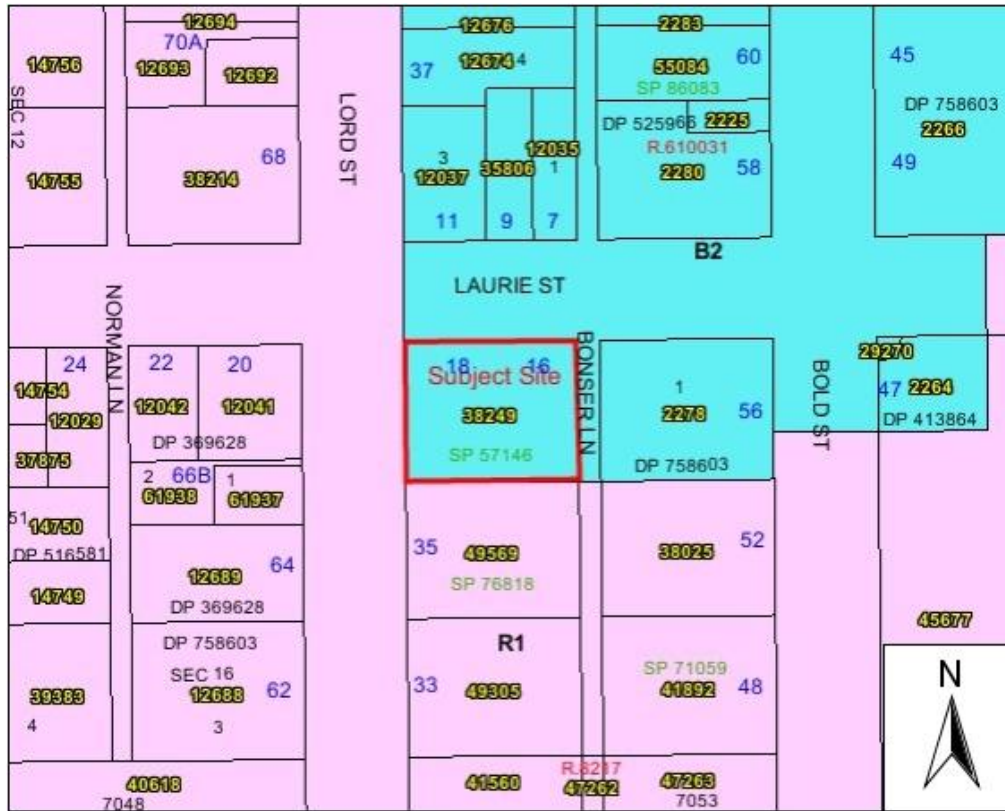 12694
12676
2283
70A
60
45
14756
12693
12692
37
12674
4
55084
SP 86083
DP 758603
SEC 12
LORD ST
DP 525966
2225
2266
R.610031
12035
3
35806
1
68
14755
38214
12037
2280
58
49
11
9
7
B2
LAURIE ST
NORMAN LN
BONSER LN
BOLD ST
29270
24
22
20
18
16
Subject Site
14754
47
2264
12029
12042
12041
38249
1
2278
56
DP 413864
DP 369628
SP 57146
DP 758603
37875
2
66B
1
61938
61937
51
14750
35
49569
38025
52
DP 516581
SP 76818
12689
64
14749
DP 369628
45677
DP 758603
R1
SEC 16
SP 71059
N
39383
12688
62
33
49305
41892
48
4
3
40618
R.8217
41560
47262
47263
7048
7053